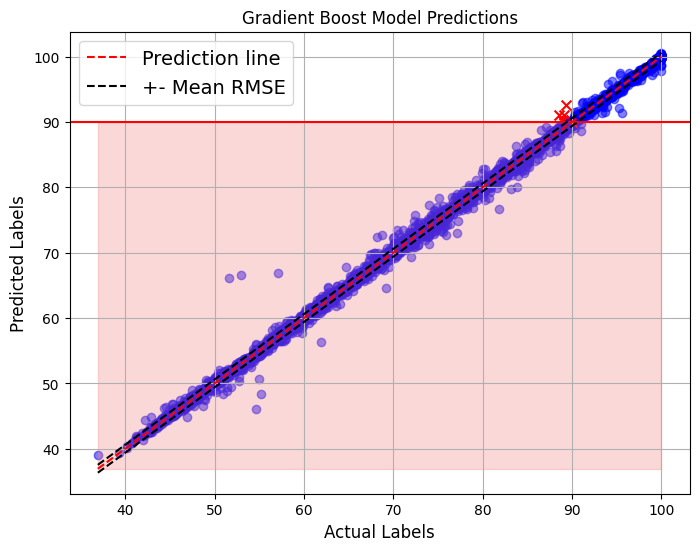 Gradient Boost Model Predictions
Prediction line
+- Mean RMSE
Predicted Labels
100
90
80
70
60
50
40
40 50 60 70 80 90 100
Actual Labels